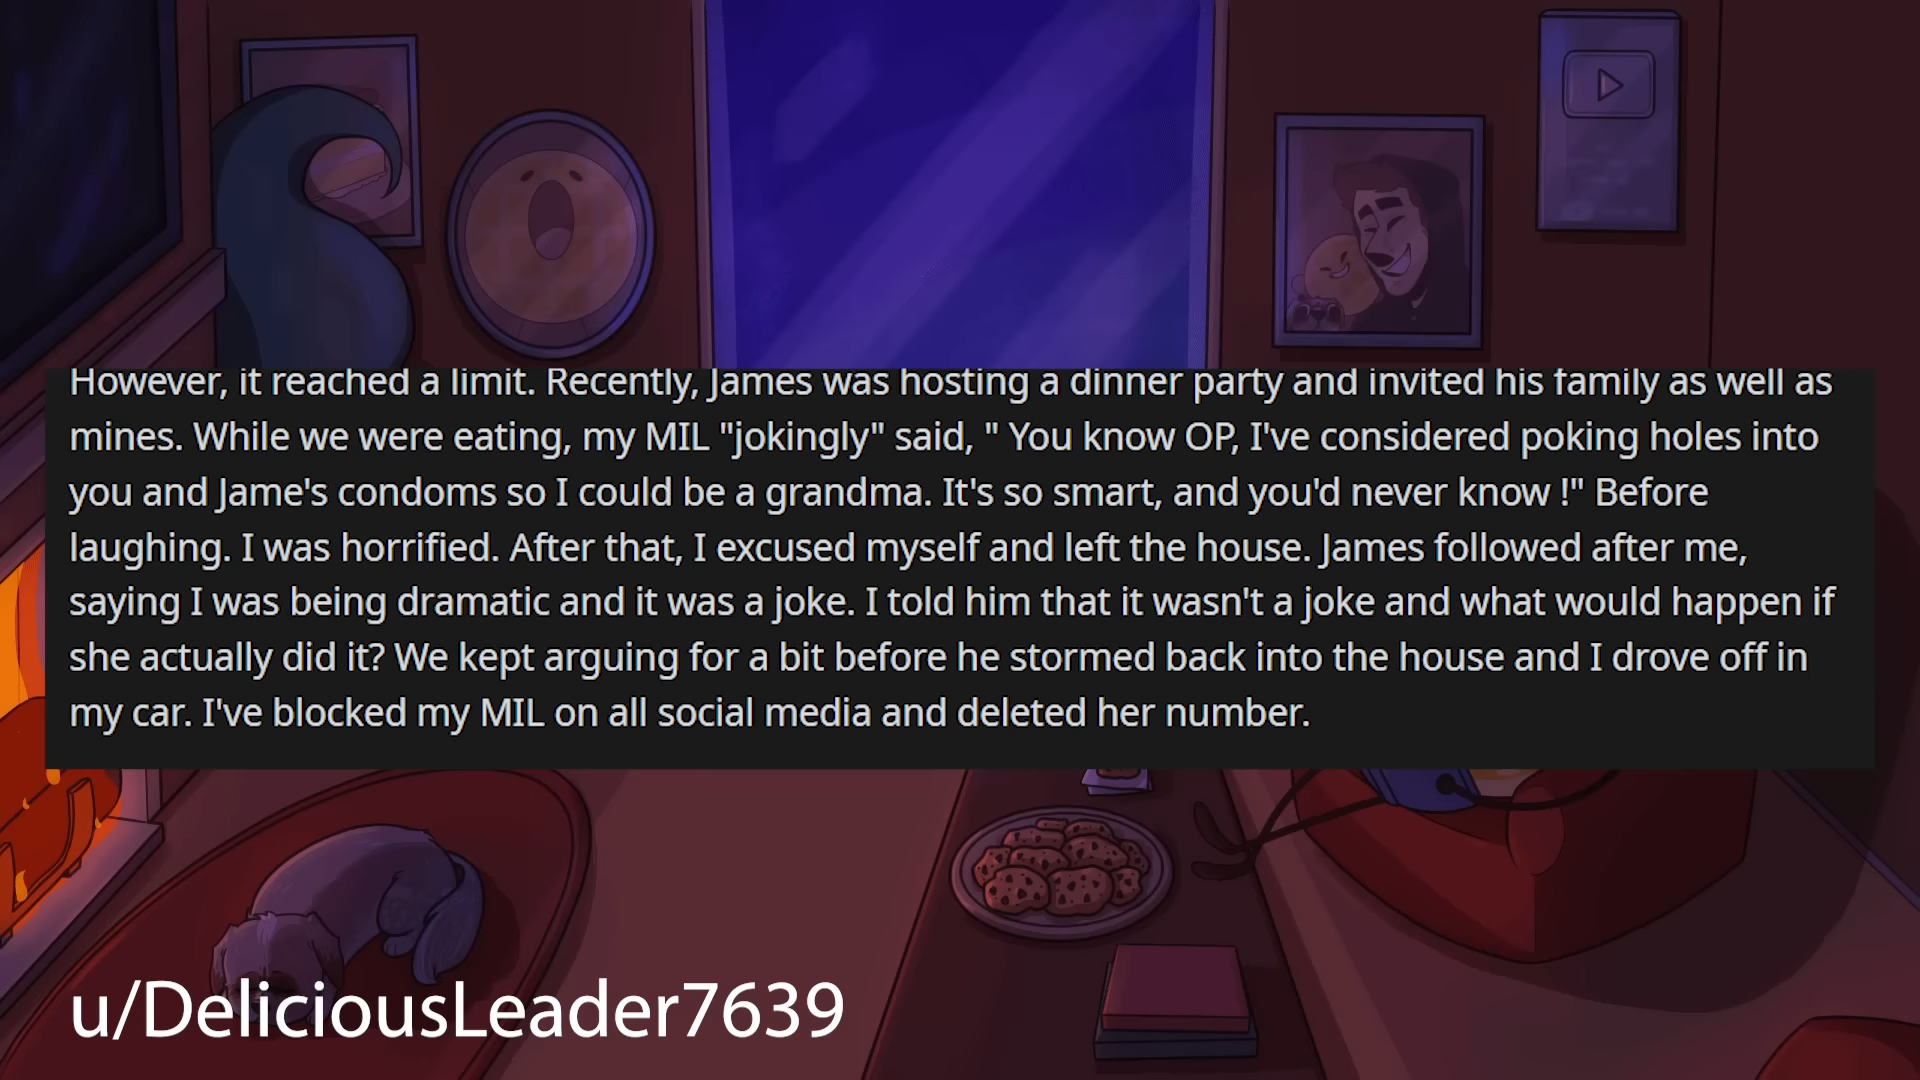 However, it reached a limit. Recently, James was hosting a dinner party and invited his family as well as
mines. While we were eating, my MIL "jokingly" said, " You know OP, I've considered poking holes into
you and Jame's condoms so I could be a grandma. It's so smart, and you'd never know !" Before
laughing. I was horrified. After that, I excused myself and left the house. James followed after me,
saying I was being dramatic and it was a joke. I told him that it wasn't a joke and what would happen if
she actually did it? We kept arguing for a bit before he stormed back into the house and I drove off in
my car. I've blocked my MIL on all social media and deleted her number.
u/DeliciousLeader7639